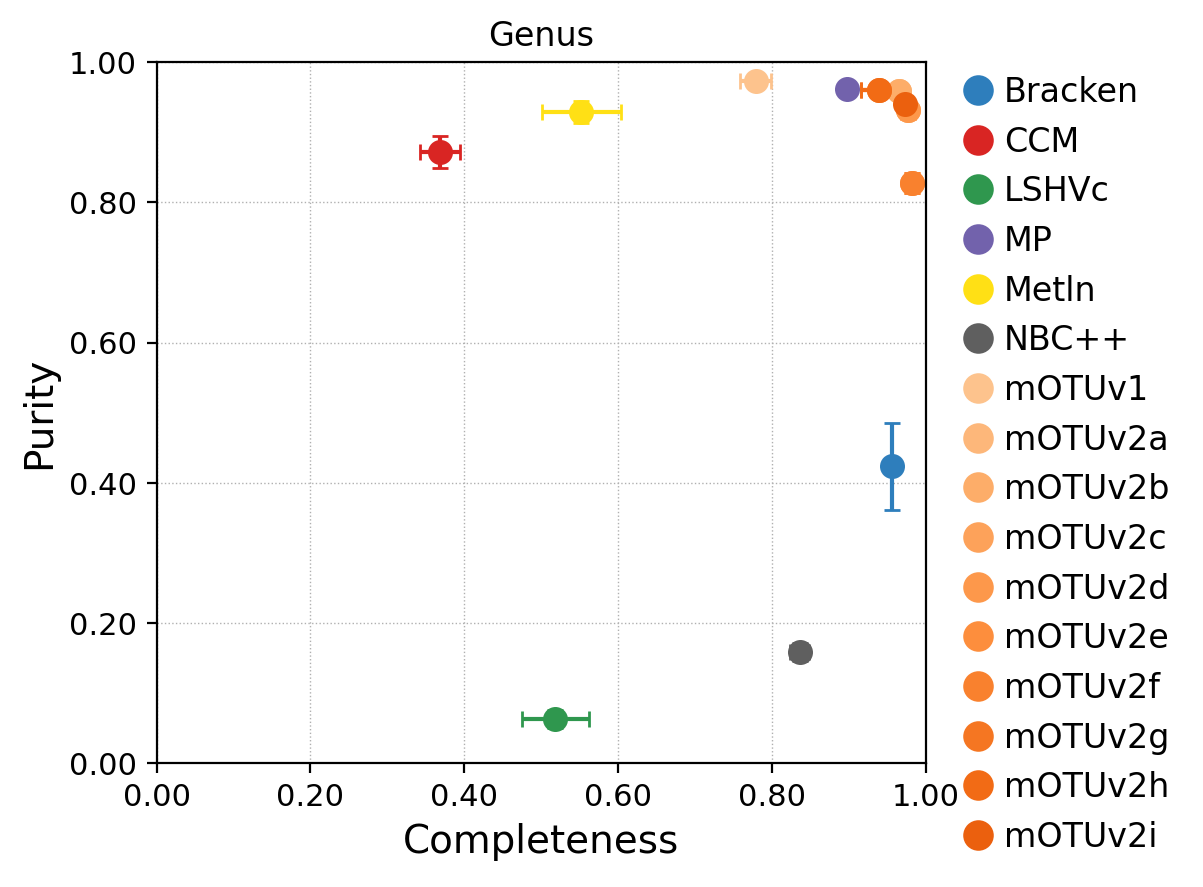 Genus
1.00
0.80
0.60
0.40
0.20
0.00
Purity
0.00 0.20 0.40 0.60 0.80 1.00
Completeness
Bracken
CCM
LSHVc
MP
Metln
NBC++
mOTUv1
mOTUv2a
mOTUv2b
mOTUv2c
mOTUv2d
mOTUv2e
mOTUv2f
mOTUv2g
mOTUv2h
mOTUv2i